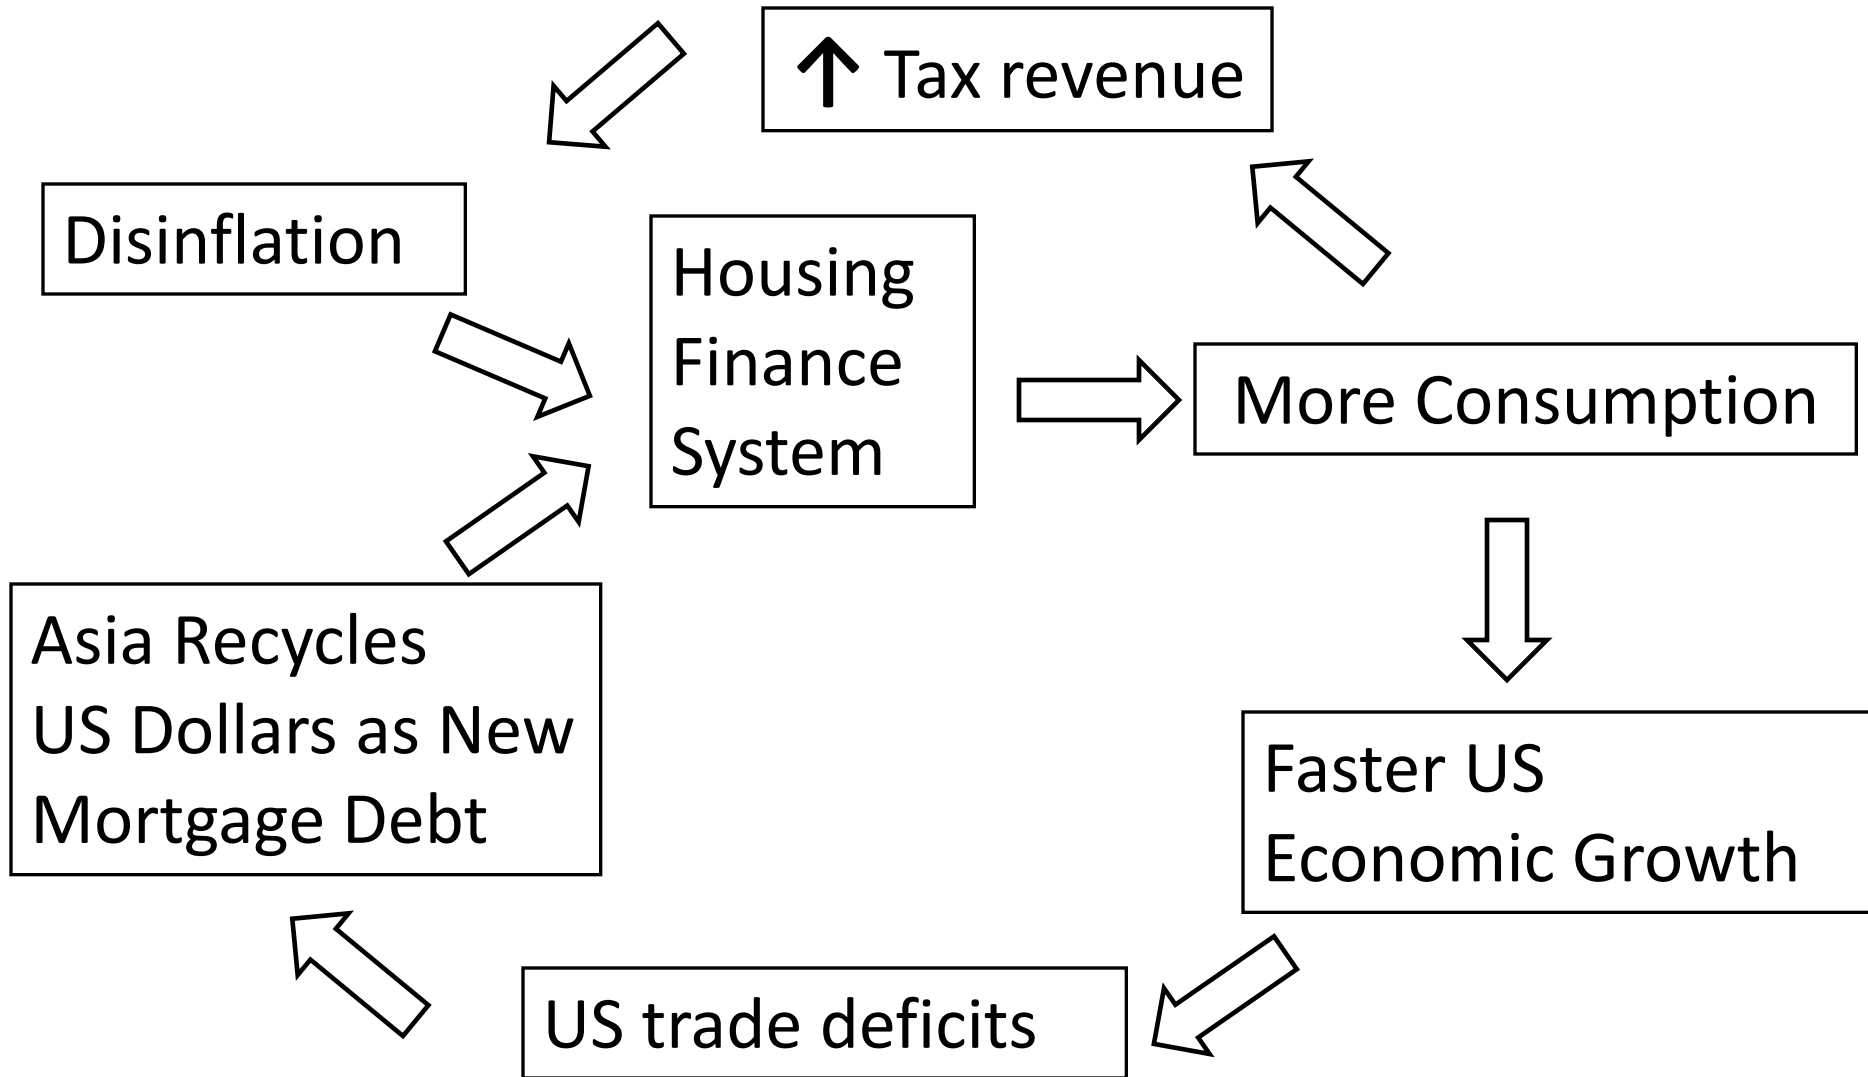 ↑ Tax revenue
Disinflation
Housing
Finance
System
More Consumption
Asia Recycles
US Dollars as New
Mortgage Debt
Faster US
Economic Growth
US trade deficits